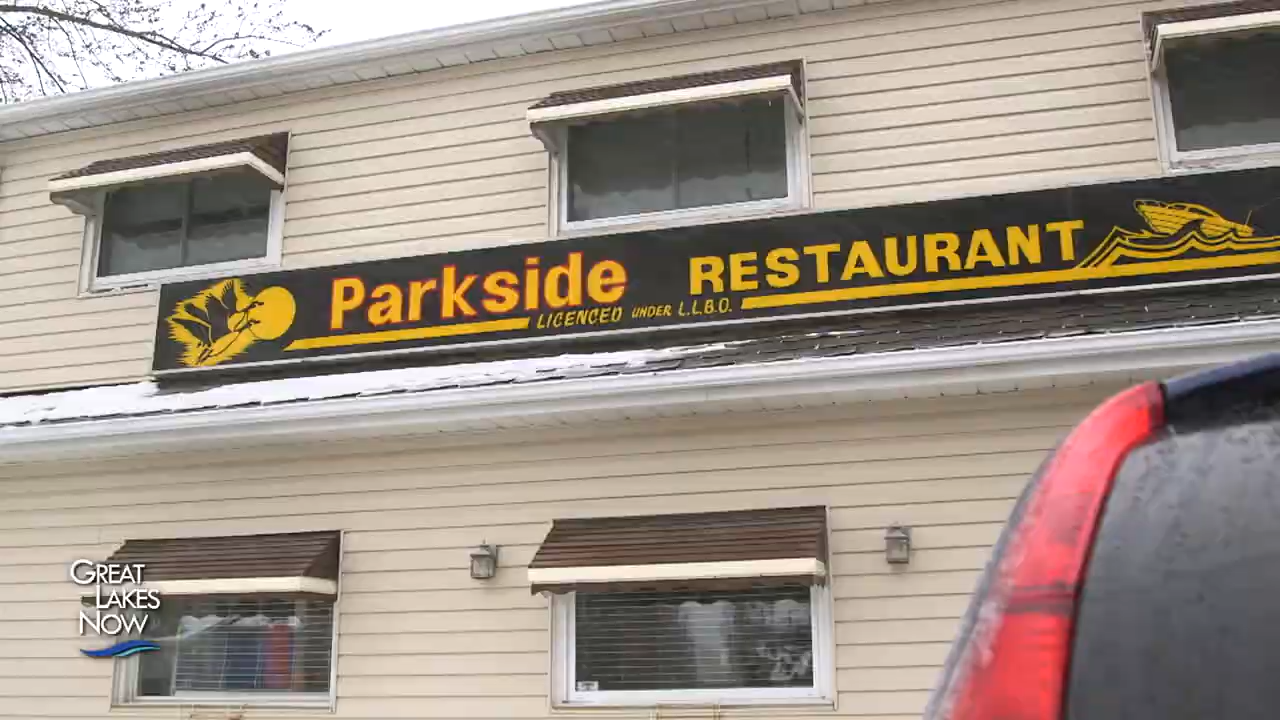 Parkside RESTAURANT
LICENCED UNDER L.L.B.O.
GREAT
LAKES
NOW